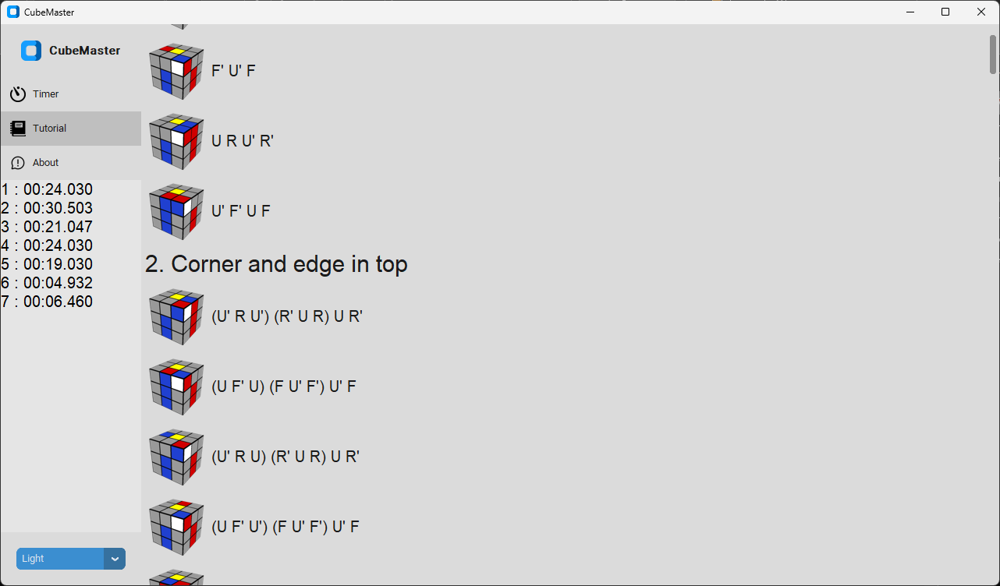 CubeMaster
CubeMaster
Timer
Tutorial
About
1 : 00:24.030
2 : 00:30.503
3 : 00:21.047
4 : 00:24.030
5 : 00:19.030
6 : 00:04.932
7 : 00:06.460
Light
F' U' F
U R U' R'
U' F' U F
2. Corner and edge in top
(U' R U') (R' U R) U R'
(U F' U) (F U' F') U' F
(U' R U) (R' U R) U R'
(U F' U') (F U' F') U' F